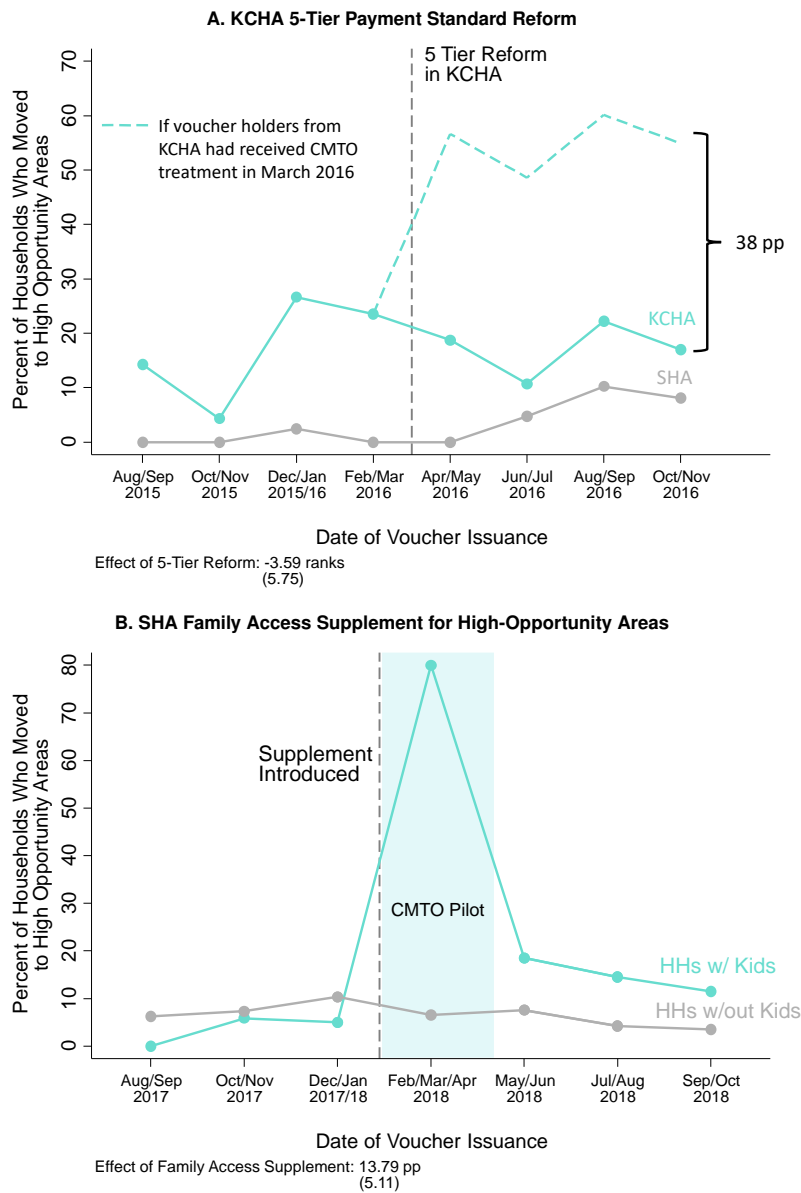 A. KCHA 5-Tier Payment Standard Reform
Percent of Households Who Moved
to High Opportunity Areas
70
60
50
40
30
20
10
0
5 Tier Reform
in KCHA
If voucher holders from
KCHA had received CMTO
treatment in March 2016
38 pp
KCHA
SHA
Aug/Sep
2015
Oct/Nov
2015
Dec/Jan
2015/16
Feb/Mar
2016
Apr/May
2016
Jun/Jul
2016
Aug/Sep
2016
Oct/Nov
2016
Date of Voucher Issuance
Effect of 5-Tier Reform: -3.59 ranks
(5.75)
B. SHA Family Access Supplement for High-Opportunity Areas
Percent of Households Who Moved
to High Opportunity Areas
80
70
60
50
40
30
20
10
0
Supplement
Introduced
CMTO Pilot
HHs w/ Kids
HHs w/out Kids
Aug/Sep
2017
Oct/Nov
2017
Dec/Jan
2017/18
Feb/Mar/Apr
2018
May/Jun
2018
Jul/Aug
2018
Sep/Oct
2018
Date of Voucher Issuance
Effect of Family Access Supplement: 13.79 pp
(5.11)